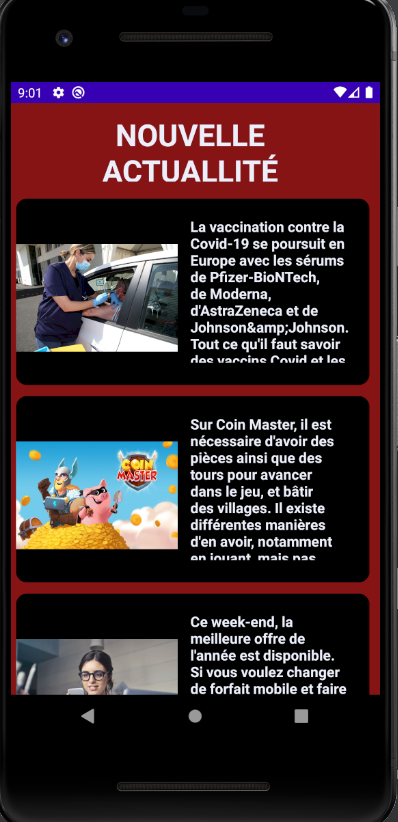 9:01
NOUVELLE
ACTUALLITÉ
La vaccination contre la
Covid-19 se poursuit en
Europe avec les sérums
de Pfizer-BioNTech,
de Moderna,
d'AstraZeneca et de
Johnson&amp;Johnson.
Tout ce qu'il faut savoir
des vaccins Covid et les
COIN
MASTER
Sur Coin Master, il est
nécessaire d'avoir des
pièces ainsi que des
tours pour avancer
dans le jeu, et bâtir
des villages. Il existe
différentes manières
d'en avoir, notamment
en jouant, mais pas
Ce week-end, la
meilleure offre de
l'année est disponible.
Si vous voulez changer
de forfait mobile et faire